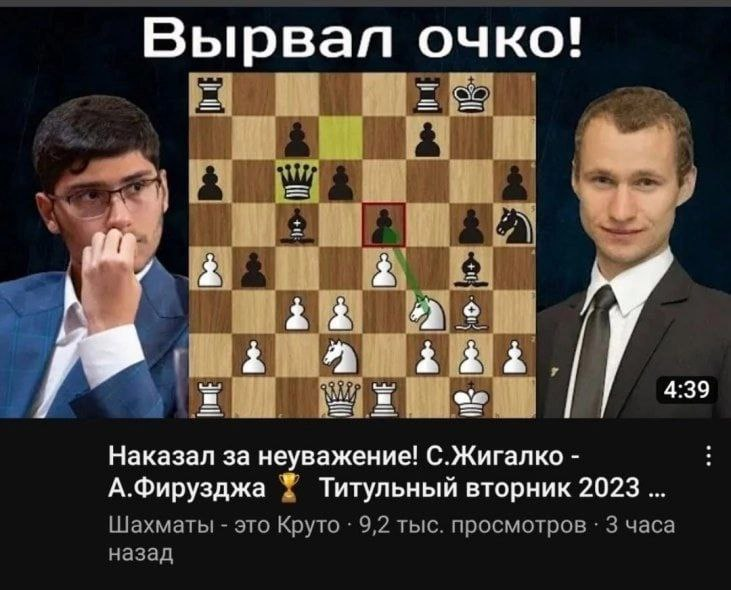 Вырвал очко!
4:39
Наказал за неуважение! С.Жигалко -
А.Фирузджа 🏆 Титульный вторник 2023 ...
Шахматы - это Круто · 9,2 тыс. просмотров · 3 часа
назад